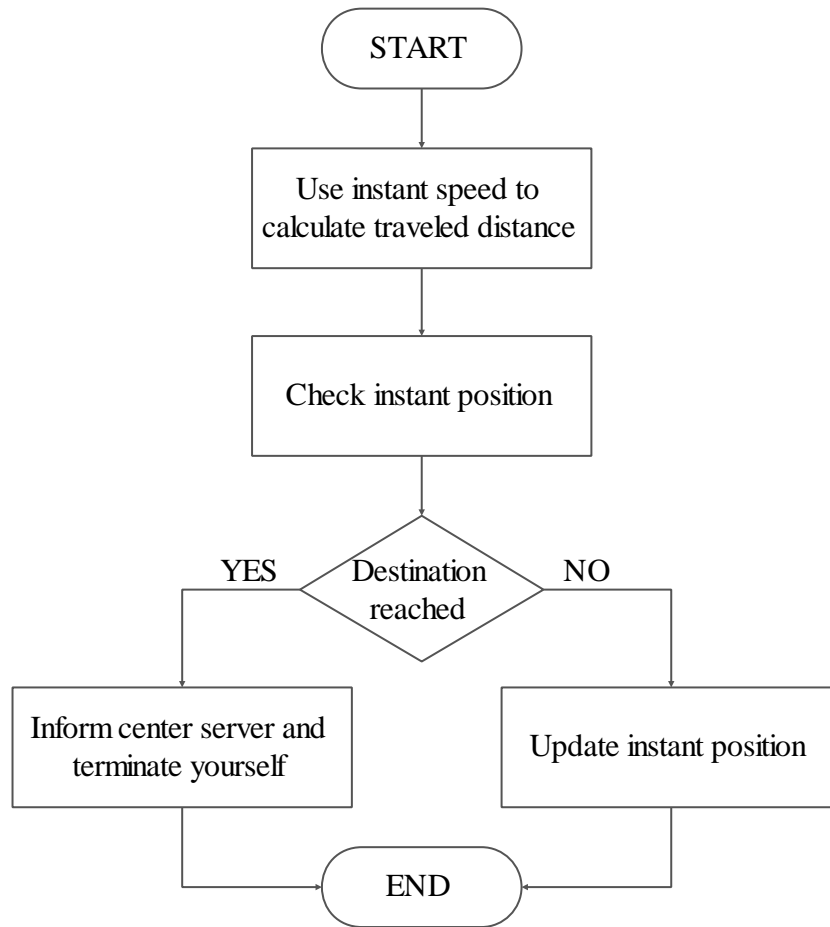 START
Use instant speed to
calculate traveled distance
Check instant position
YES
Destination
reached
NO
Inform center server and
terminate yourself
Update instant position
END